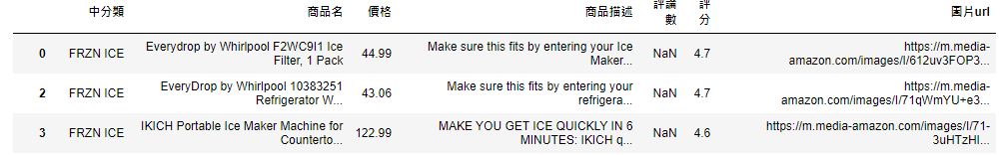 中分類 商品名 價格 商品描述 評論數 評分 圖片url
0 FRZN ICE Everydrop by Whirlpool F2WC9I1 Ice Filter, 1 Pack 44.99 Make sure this fits by entering your Ice Maker... NaN 4.7 https://m.media-amazon.com/images/I/612uv3FOP3...
2 FRZN ICE EveryDrop by Whirlpool 10383251 Refrigerator W... 43.06 Make sure this fits by entering your refrigera... NaN 4.7 https://m.media-amazon.com/images/I/71qWmYU+e3...
3 FRZN ICE IKICH Portable Ice Maker Machine for Counterto... 122.99 MAKE YOU GET ICE QUICKLY IN 6 MINUTES: IKICH q... NaN 4.6 https://m.media-amazon.com/images/I/71-3uHTzHI...